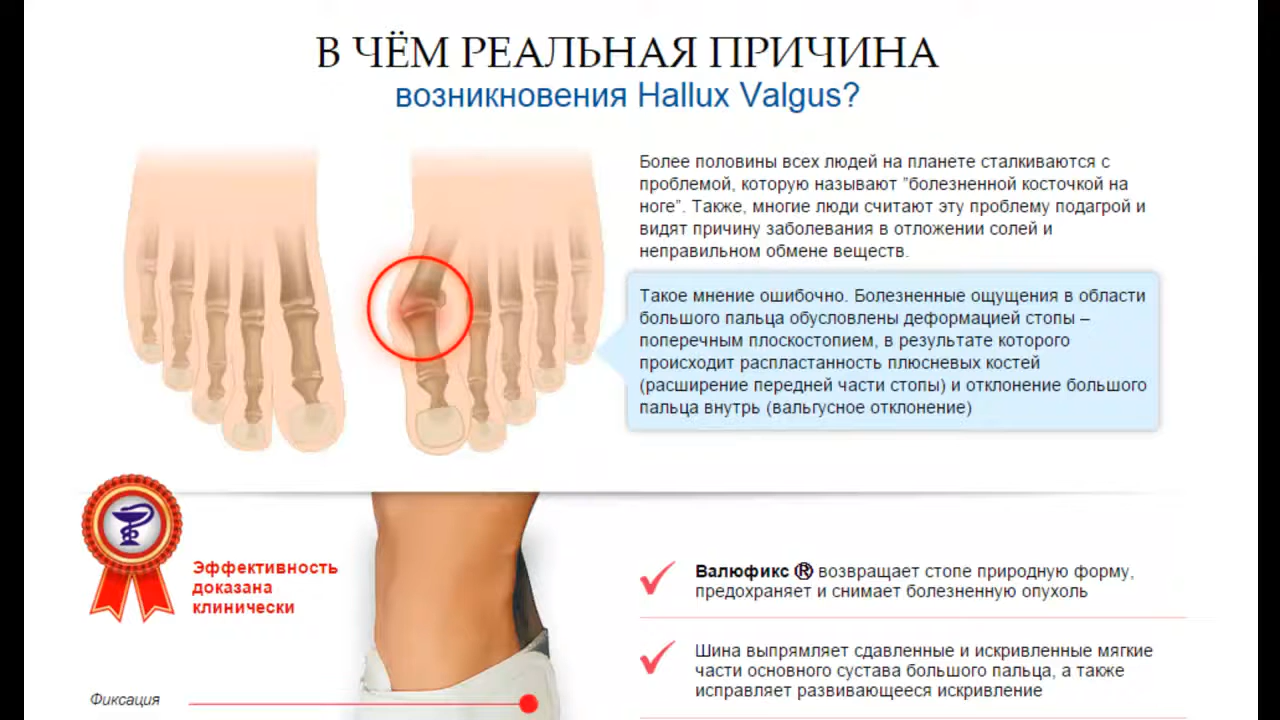 В ЧЁМ РЕАЛЬНАЯ ПРИЧИНА
возникновения Hallux Valgus?
Более половины всех людей на планете сталкиваются с
проблемой, которую называют "болезненной косточкой на
ноге". Также, многие люди считают эту проблему подагрой и
видят причину заболевания в отложении солей и
неправильном обмене веществ.
Такое мнение ошибочно. Болезненные ощущения в области
большого пальца обусловлены деформацией стопы –
поперечным плоскостопием, в результате которого
происходит распластанность плюсневых костей
(расширение передней части стопы) и отклонение большого
пальца внутрь (вальгусное отклонение)
Эффективность
доказана
клинически
Фиксация
Валюфикс ® возвращает стопе природную форму,
предохраняет и снимает болезненную опухоль
Шина выпрямляет сдавленные и искривленные мягкие
части основного сустава большого пальца, а также
исправляет развивающееся искривление